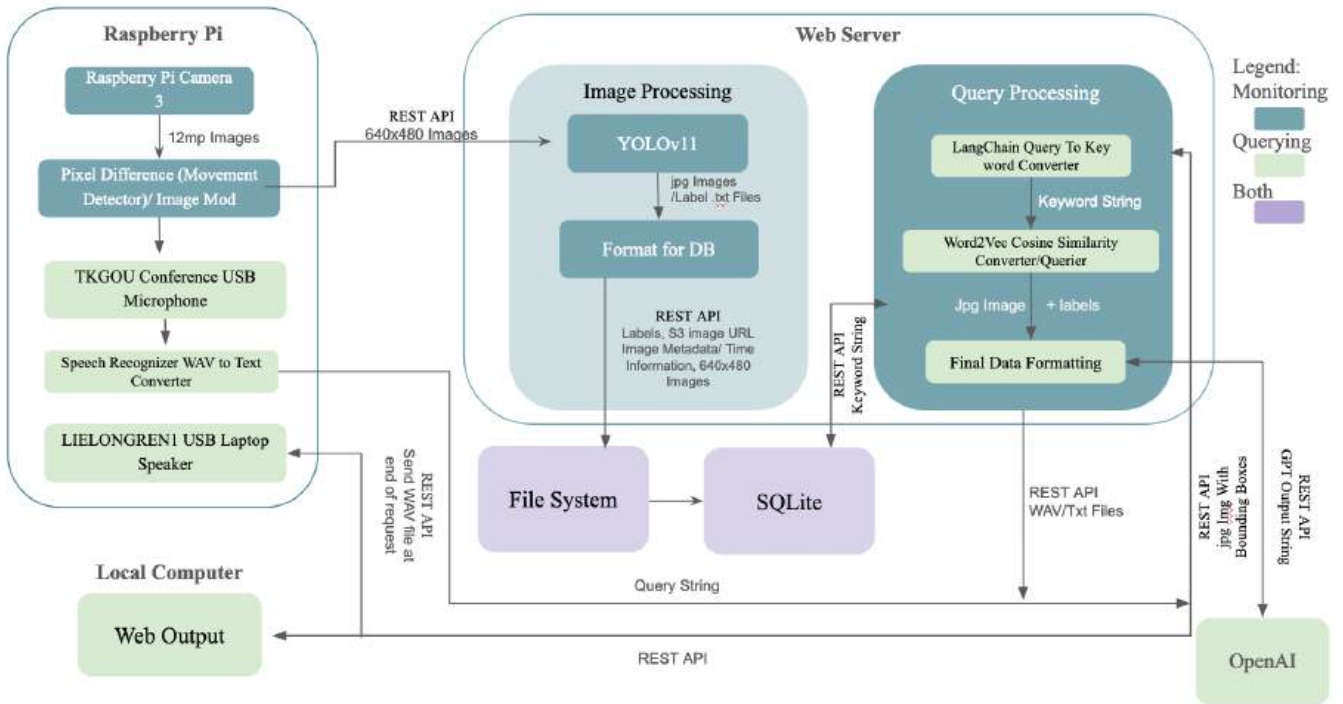 Raspberry Pi
Raspberry Pi Camera
3
12mp Images
Pixel Difference (Movement
Detector)/ Image Mod
TKGOU Conference USB
Microphone
Speech Recognizer WAV to Text
Converter
LIELONGREN1 USB Laptop
Speaker
REST API
640x480 Images
Web Server
Image Processing
YOLOv11
jpg Images
/Label .txt Files
Format for DB
REST API
Labels, S3 image URL
Image Metadata/ Time
Information, 640x480
Images
Query Processing
LangChain Query To Key
word Converter
Keyword String
Word2Vec Cosine Similarity
Converter/Querier
Jpg Image + labels
Final Data Formatting
Legend:
Monitoring
Querying
Both
REST API
Keyword String
File System
SQLite
REST API
WAV/Txt Files
REST API
Send WAV file at
end of request
REST API
jpg Img With
Bounding Boxes
REST API
GPT Output String
Query String
Local Computer
Web Output
REST API
OpenAI